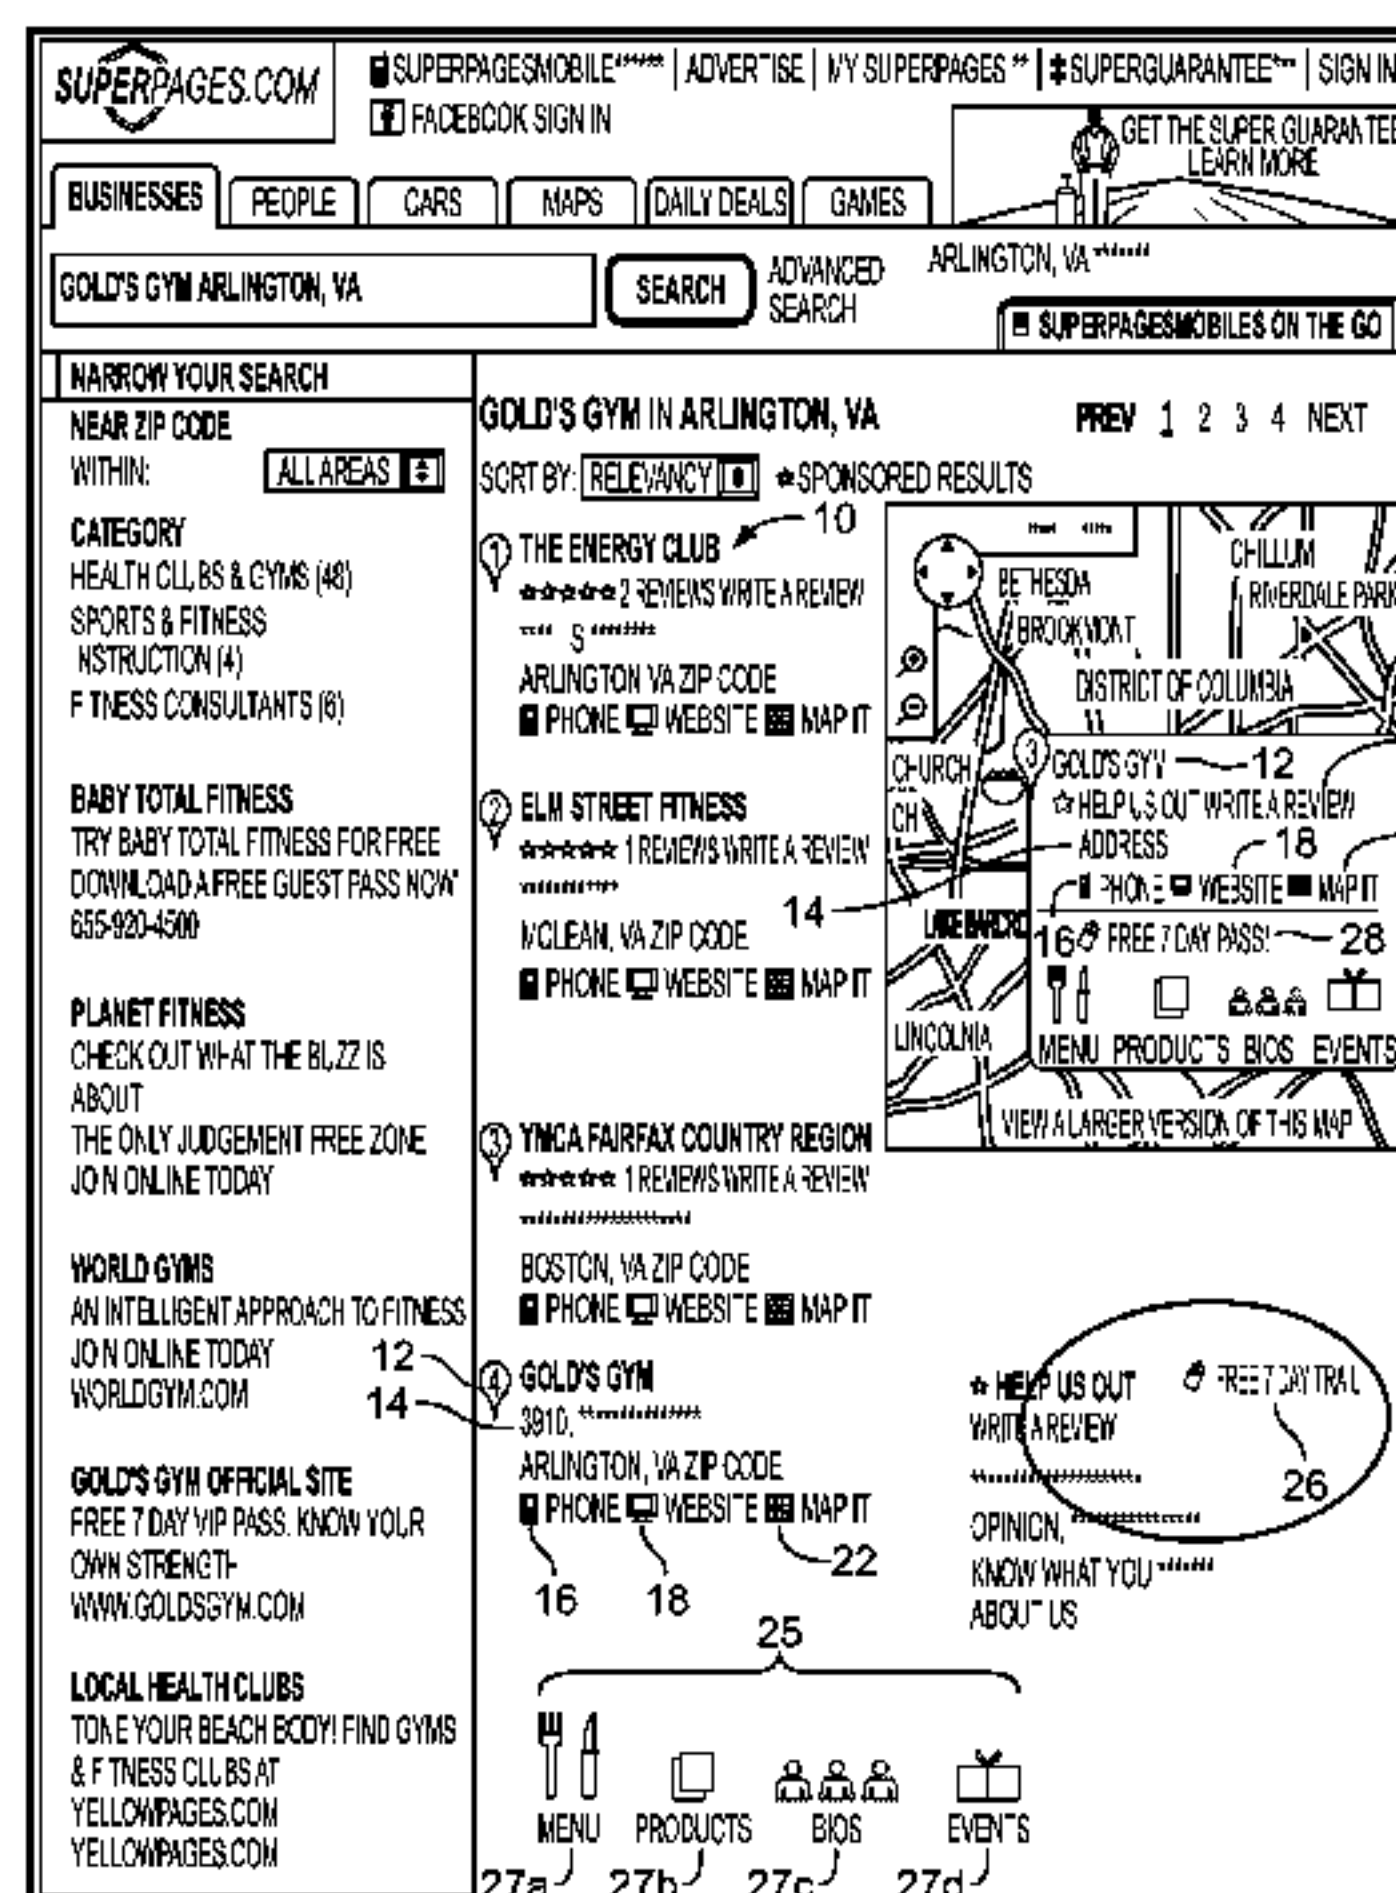 SUPERPAGES.COM
SUPERPAGESMOBILE | ADVERTISE | MY SUPERPAGES | SUPERGUARANTEE | SIGN IN
FACEBOOK SIGN IN
GET THE SUPER GUARANTEE
LEARN MORE
BUSINESSES PEOPLE CARS MAPS DAILY DEALS GAMES
GOLD'S GYM ARLINGTON, VA
SEARCH
ADVANCED
SEARCH
ARLINGTON, VA
SUPERPAGESMOBILES ON THE GO
NARROW YOUR SEARCH
NEAR ZIP CODE
WITHIN: ALL AREAS
CATEGORY
HEALTH CLUBS & GYMS (48)
SPORTS & FITNESS
INSTRUCTION (4)
FITNESS CONSULTANTS (6)
BABY TOTAL FITNESS
TRY BABY TOTAL FITNESS FOR FREE
DOWNLOAD A FREE GUEST PASS NOW
655-920-4500
PLANET FITNESS
CHECK OUT WHAT THE BUZZ IS
ABOUT
THE ONLY JUDGEMENT FREE ZONE
JOIN ONLINE TODAY
WORLD GYMS
AN INTELLIGENT APPROACH TO FITNESS
JOIN ONLINE TODAY
WORLDGYM.COM
GOLD'S GYM OFFICIAL SITE
FREE 7 DAY VIP PASS. KNOW YOUR
OWN STRENGTH
WWW.GOLDSGYM.COM
LOCAL HEALTH CLUBS
TONE YOUR BEACH BODY! FIND GYMS
& FITNESS CLUBS AT
YELLOWPAGES.COM
YELLOWPAGES.COM
GOLD'S GYM IN ARLINGTON, VA
PREV 1 2 3 4 NEXT
SORT BY: RELEVANCY SPONSORED RESULTS
10
1 THE ENERGY CLUB
2 REVIEWS WRITE A REVIEW
S
ARLINGTON VA ZIP CODE
PHONE WEBSITE MAP IT
2 ELM STREET FITNESS
1 REVIEWS WRITE A REVIEW
MCLEAN, VA ZIP CODE
PHONE WEBSITE MAP IT
3 YMCA FAIRFAX COUNTRY REGION
1 REVIEWS WRITE A REVIEW
BOSTON, VA ZIP CODE
PHONE WEBSITE MAP IT
12
14
4 GOLD'S GYM
3910,
ARLINGTON, VA ZIP CODE
PHONE WEBSITE MAP IT
16 18 22
CHILLUM
BETHESDA
RIVERDALE PARK
BROOKMONT
DISTRICT OF COLUMBIA
CHURCH
CH
3 GOLD'S GYM 12
HELP US OUT WRITE A REVIEW
ADDRESS 18
14
PHONE WEBSITE MAP IT
16 FREE 7 DAY PASS! 28
LINCOLNIA
MENU PRODUCTS BIOS EVENTS
VIEW A LARGER VERSION OF THIS MAP
HELP US OUT
WRITE A REVIEW
FREE 7 DAY TRAIL
26
OPINION,
KNOW WHAT YOU
ABOUT US
25
MENU PRODUCTS BIOS EVENTS
27a 27b 27c 27d